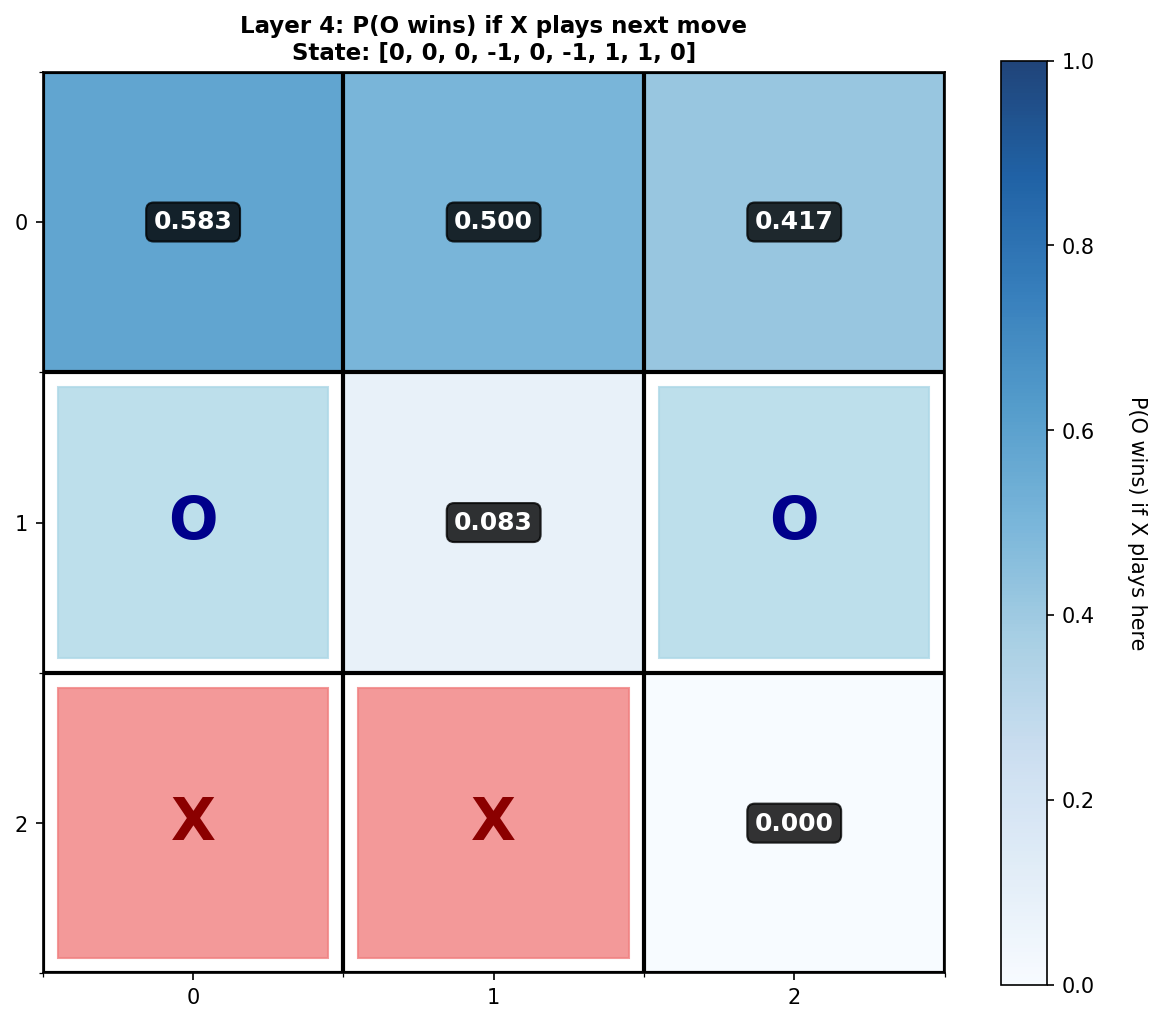 Layer 4: P(O wins) if X plays next move
State: [0, 0, 0, -1, 0, -1, 1, 1, 0]
0
0.583
0.500
0.417
1
O
0.083
O
2
X
X
0.000
0
1
2
1.0
0.8
0.6
0.4
0.2
0.0
P(O wins) if X plays here